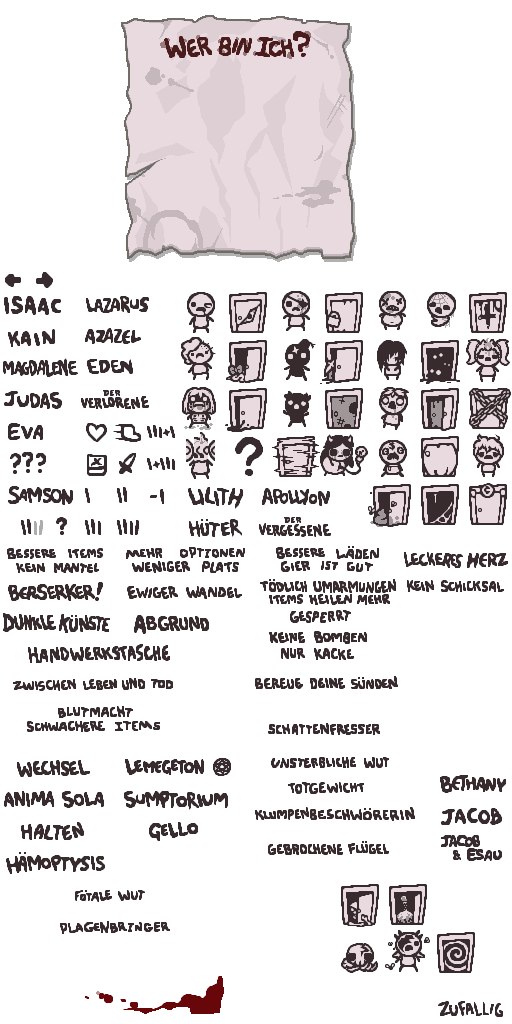 WER BIN ICH?
ISAAC LAZARUS
KAIN AZAZEL
MAGDALENE EDEN
JUDAS DER VERLORENE
EVA
???
?
SAMSON I II -I LILITH APOLLYON
? III IIII HÜTER DER VERGESSENE
BESSERE ITEMS KEIN MANTEL
MEHR OPTIONEN WENIGER PLATS
BESSERE LÄDEN GIER IST GUT
LECKERES HERZ
BERSERKER! EWIGER WANDEL
TÖDLICH UMARMUNGEN ITEMS HEILEN MEHR
KEIN SCHICKSAL
DUNKLE KÜNSTE ABGRUND
GESPERRT
KEINE BOMBEN
NUR KACKE
HANDWERKSTASCHE
ZWISCHEN LEBEN UND TOD BEREUE DEINE SÜNDEN
BLUTMACHT
SCHWACHERE ITEMS
SCHATTENFRESSER
WECHSEL LEMEGETON
UNSTERBLICHE WUT
TOTGEWICHT
BETHANY
ANIMA SOLA SUMPTORIUM
KLUMPENBESCHWÖRERIN
JACOB
HALTEN GELLO
GEBROCHENE FLÜGEL
JACOB
& ESAU
HÄMOPTYSIS
FÖTALE WUT
PLAGENBRINGER
ZUFÄLLIG